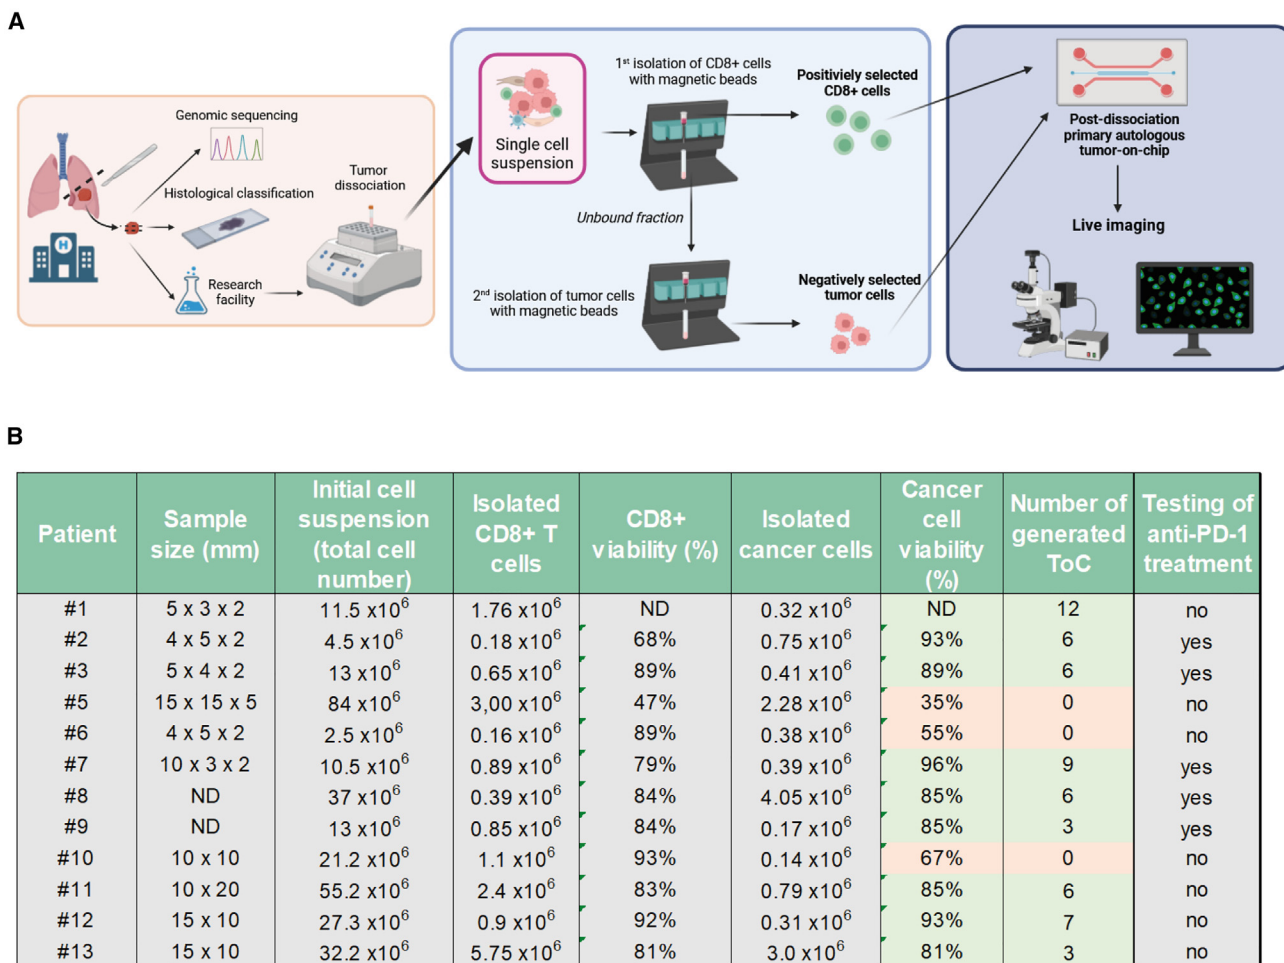 A
Genomic sequencing
Histological classification
Tumor
dissociation
H
Research
facility
Single cell
suspension
1st isolation of CD8+ cells
with magnetic beads
Positiviely selected
CD8+ cells
Unbound fraction
2nd isolation of tumor cells
with magnetic beads
Negatively selected
tumor cells
Post-dissociation
primary autologous
tumor-on-chip
Live imaging
B
Patient | Sample size (mm) | Initial cell suspension (total cell number) | Isolated CD8+ T cells | CD8+ viability (%) | Isolated cancer cells | Cancer cell viability (%) | Number of generated ToC | Testing of anti-PD-1 treatment
#1 | 5 x 3 x 2 | 11.5 x10^6 | 1.76 x10^6 | ND | 0.32 x10^6 | ND | 12 | no
#2 | 4 x 5 x 2 | 4.5 x10^6 | 0.18 x10^6 | 68% | 0.75 x10^6 | 93% | 6 | yes
#3 | 5 x 4 x 2 | 13 x10^6 | 0.65 x10^6 | 89% | 0.41 x10^6 | 89% | 6 | yes
#5 | 15 x 15 x 5 | 84 x10^6 | 3,00 x10^6 | 47% | 2.28 x10^6 | 35% | 0 | no
#6 | 4 x 5 x 2 | 2.5 x10^6 | 0.16 x10^6 | 89% | 0.38 x10^6 | 55% | 0 | no
#7 | 10 x 3 x 2 | 10.5 x10^6 | 0.89 x10^6 | 79% | 0.39 x10^6 | 96% | 9 | yes
#8 | ND | 37 x10^6 | 0.39 x10^6 | 84% | 4.05 x10^6 | 85% | 6 | yes
#9 | ND | 13 x10^6 | 0.85 x10^6 | 84% | 0.17 x10^6 | 85% | 3 | yes
#10 | 10 x 10 | 21.2 x10^6 | 1.1 x10^6 | 93% | 0.14 x10^6 | 67% | 0 | no
#11 | 10 x 20 | 55.2 x10^6 | 2.4 x10^6 | 83% | 0.79 x10^6 | 85% | 6 | no
#12 | 15 x 10 | 27.3 x10^6 | 0.9 x10^6 | 92% | 0.31 x10^6 | 93% | 7 | no
#13 | 15 x 10 | 32.2 x10^6 | 5.75 x10^6 | 81% | 3.0 x10^6 | 81% | 3 | no